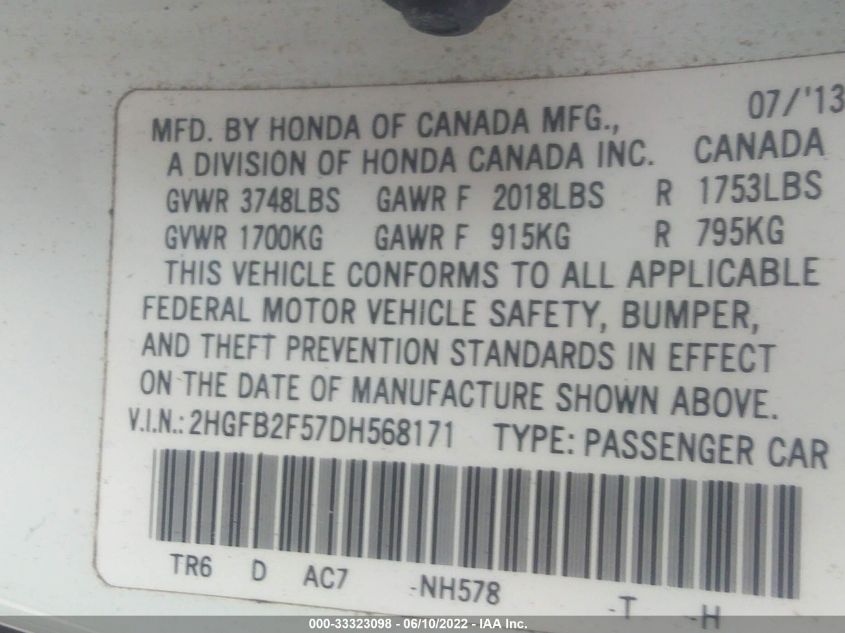 07/'13
MFD. BY HONDA OF CANADA MFG.,
A DIVISION OF HONDA CANADA INC. CANADA
GVWR 3748LBS GAWR F 2018LBS R 1753LBS
GVWR 1700KG GAWR F 915KG R 795KG
THIS VEHICLE CONFORMS TO ALL APPLICABLE
FEDERAL MOTOR VEHICLE SAFETY, BUMPER,
AND THEFT PREVENTION STANDARDS IN EFFECT
ON THE DATE OF MANUFACTURE SHOWN ABOVE.
V.I.N.: 2HGFB2F57DH568171 TYPE: PASSENGER CAR
TR6 D AC7 -NH578 -T -H
000-33323098 - 06/10/2022 - IAA Inc.